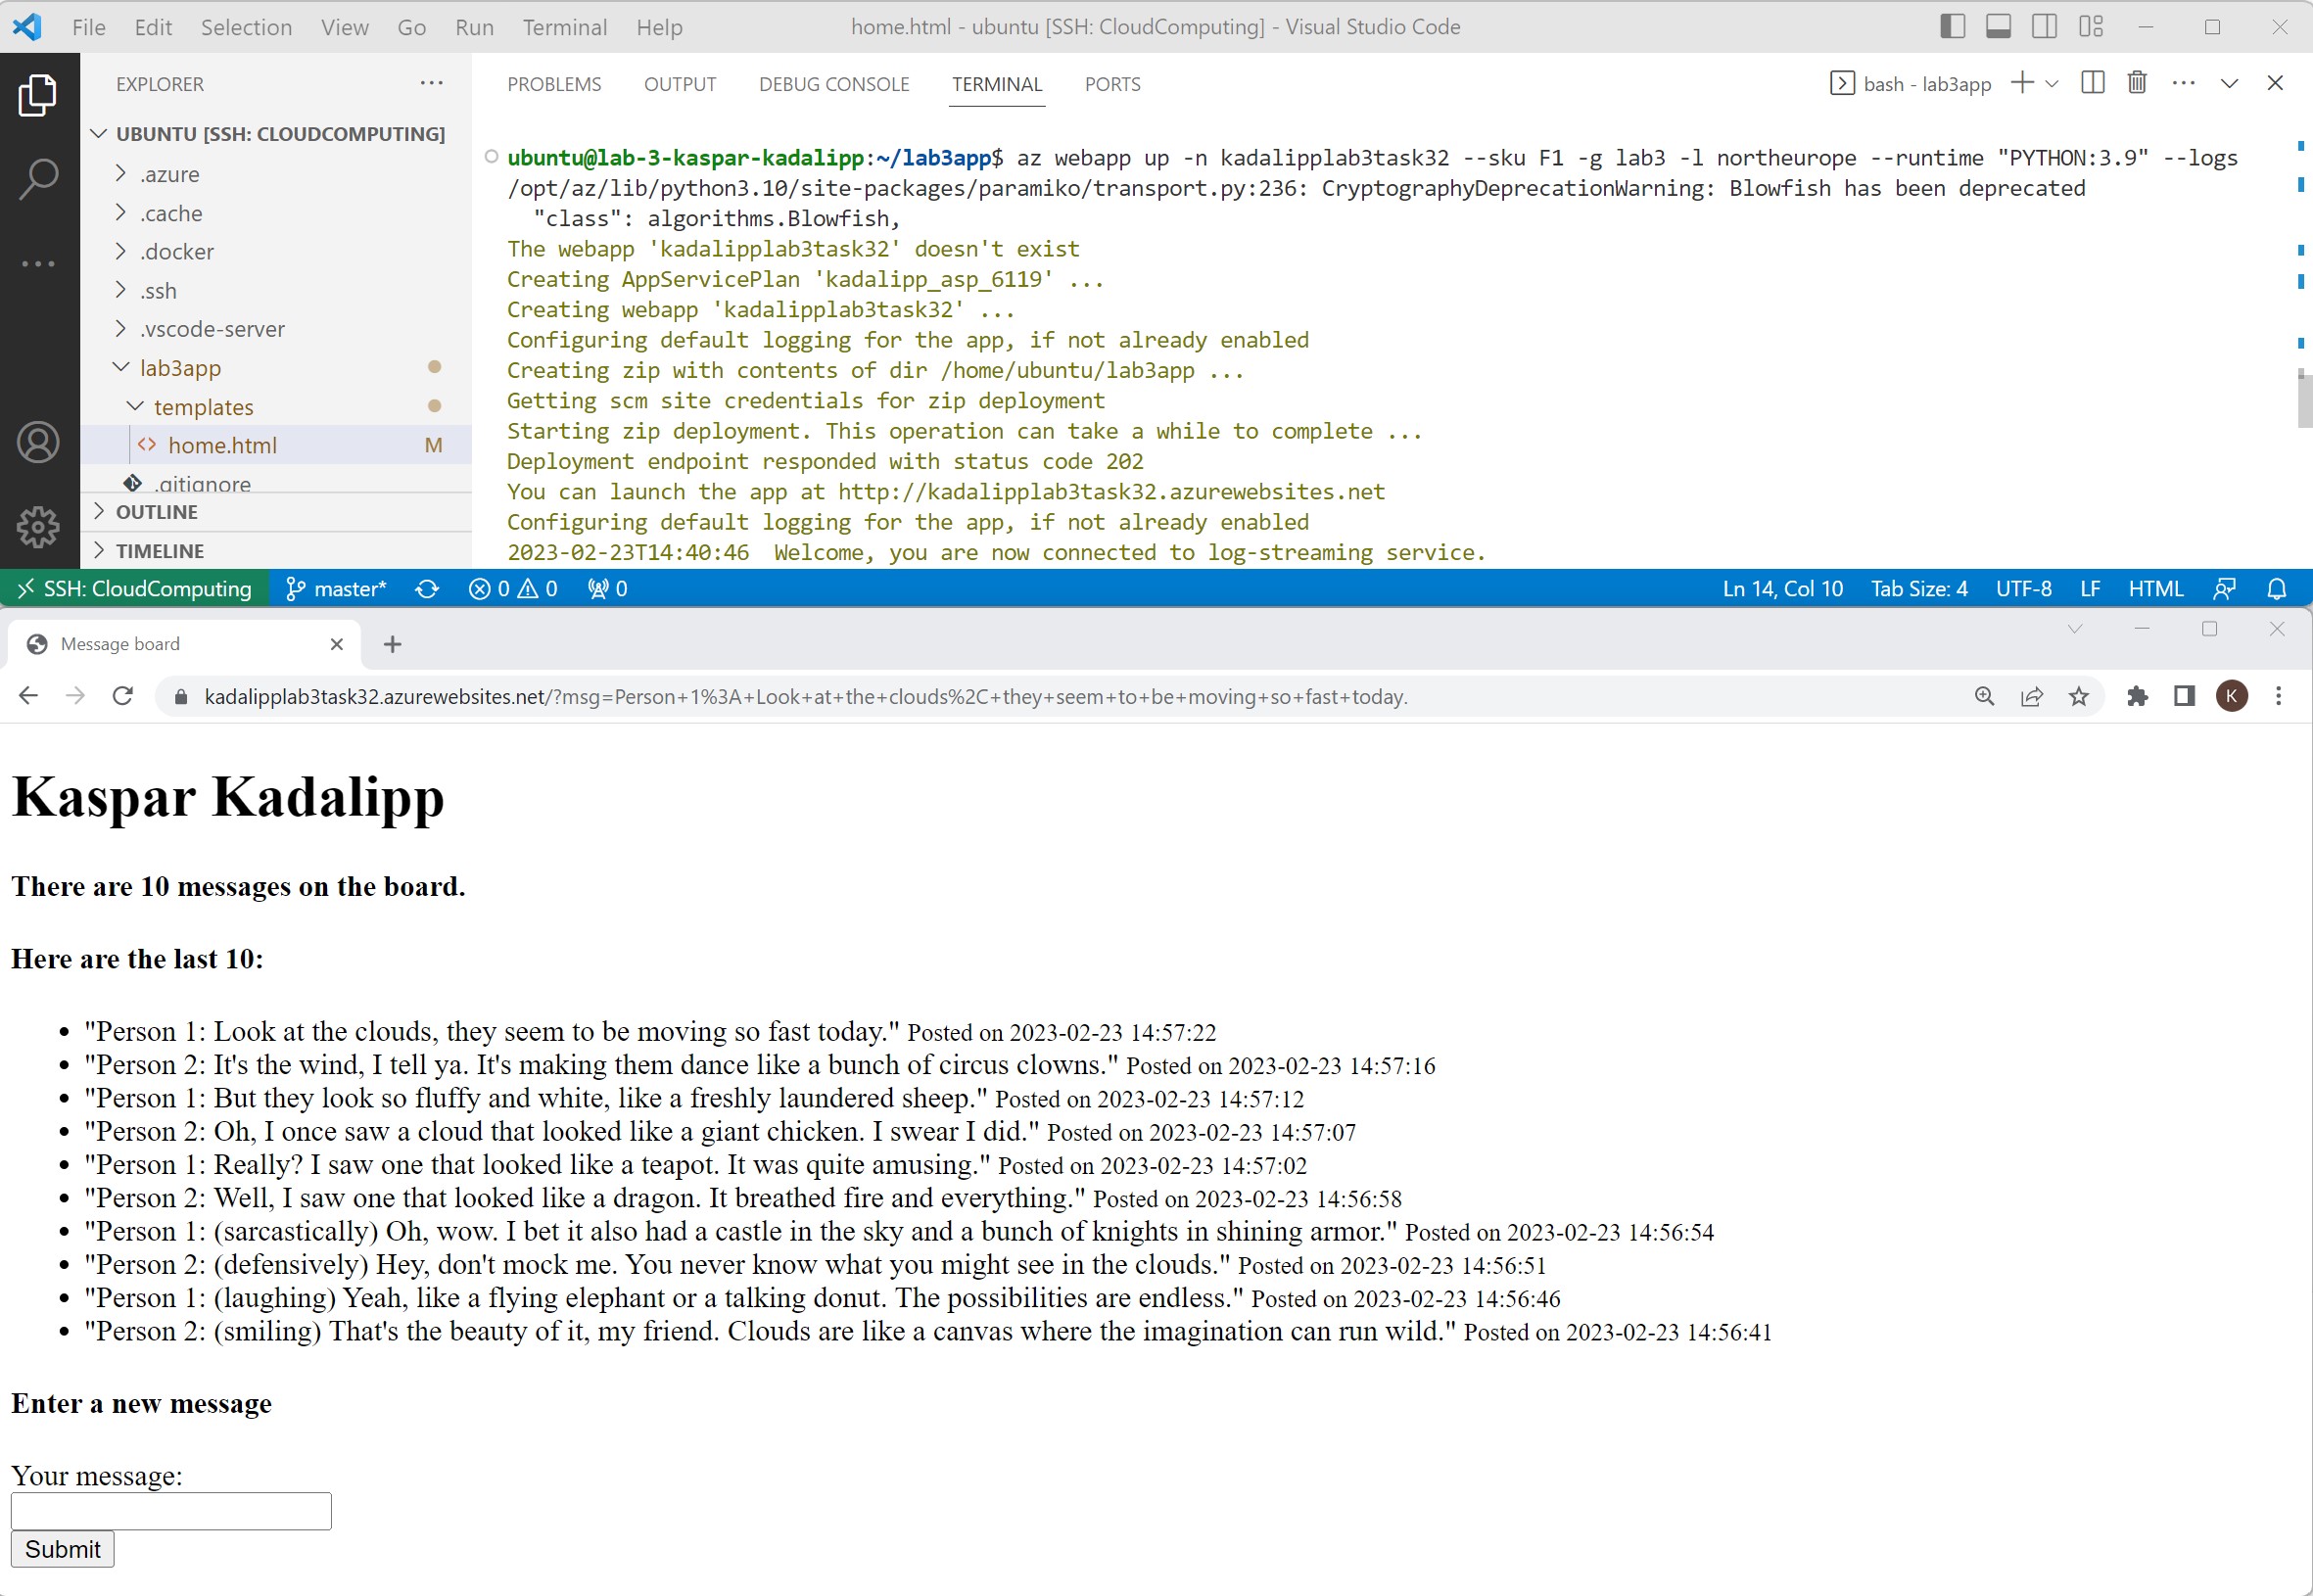 File Edit Selection View Go Run Terminal Help home.html - ubuntu [SSH: CloudComputing] - Visual Studio Code
EXPLORER ···
PROBLEMS OUTPUT DEBUG CONSOLE TERMINAL PORTS bash - lab3app
UBUNTU [SSH: CLOUDCOMPUTING]
.azure
.cache
.docker
.ssh
.vscode-server
lab3app
templates
<> home.html M
.gitignore
OUTLINE
TIMELINE
ubuntu@lab-3-kaspar-kadalipp:~/lab3app$ az webapp up -n kadalipplab3task32 --sku F1 -g lab3 -l northeurope --runtime "PYTHON:3.9" --logs
/opt/az/lib/python3.10/site-packages/paramiko/transport.py:236: CryptographyDeprecationWarning: Blowfish has been deprecated
"class": algorithms.Blowfish,
The webapp 'kadalipplab3task32' doesn't exist
Creating AppServicePlan 'kadalipp_asp_6119' ...
Creating webapp 'kadalipplab3task32' ...
Configuring default logging for the app, if not already enabled
Creating zip with contents of dir /home/ubuntu/lab3app ...
Getting scm site credentials for zip deployment
Starting zip deployment. This operation can take a while to complete ...
Deployment endpoint responded with status code 202
You can launch the app at http://kadalipplab3task32.azurewebsites.net
Configuring default logging for the app, if not already enabled
2023-02-23T14:40:46  Welcome, you are now connected to log-streaming service.
SSH: CloudComputing master* 0 0 0 Ln 14, Col 10 Tab Size: 4 UTF-8 LF HTML
Message board
kadalipplab3task32.azurewebsites.net/?msg=Person+1%3A+Look+at+the+clouds%2C+they+seem+to+be+moving+so+fast+today. K
Kaspar Kadalipp
There are 10 messages on the board.
Here are the last 10:
• "Person 1: Look at the clouds, they seem to be moving so fast today." Posted on 2023-02-23 14:57:22
• "Person 2: It's the wind, I tell ya. It's making them dance like a bunch of circus clowns." Posted on 2023-02-23 14:57:16
• "Person 1: But they look so fluffy and white, like a freshly laundered sheep." Posted on 2023-02-23 14:57:12
• "Person 2: Oh, I once saw a cloud that looked like a giant chicken. I swear I did." Posted on 2023-02-23 14:57:07
• "Person 1: Really? I saw one that looked like a teapot. It was quite amusing." Posted on 2023-02-23 14:57:02
• "Person 2: Well, I saw one that looked like a dragon. It breathed fire and everything." Posted on 2023-02-23 14:56:58
• "Person 1: (sarcastically) Oh, wow. I bet it also had a castle in the sky and a bunch of knights in shining armor." Posted on 2023-02-23 14:56:54
• "Person 2: (defensively) Hey, don't mock me. You never know what you might see in the clouds." Posted on 2023-02-23 14:56:51
• "Person 1: (laughing) Yeah, like a flying elephant or a talking donut. The possibilities are endless." Posted on 2023-02-23 14:56:46
• "Person 2: (smiling) That's the beauty of it, my friend. Clouds are like a canvas where the imagination can run wild." Posted on 2023-02-23 14:56:41
Enter a new message
Your message:
Submit